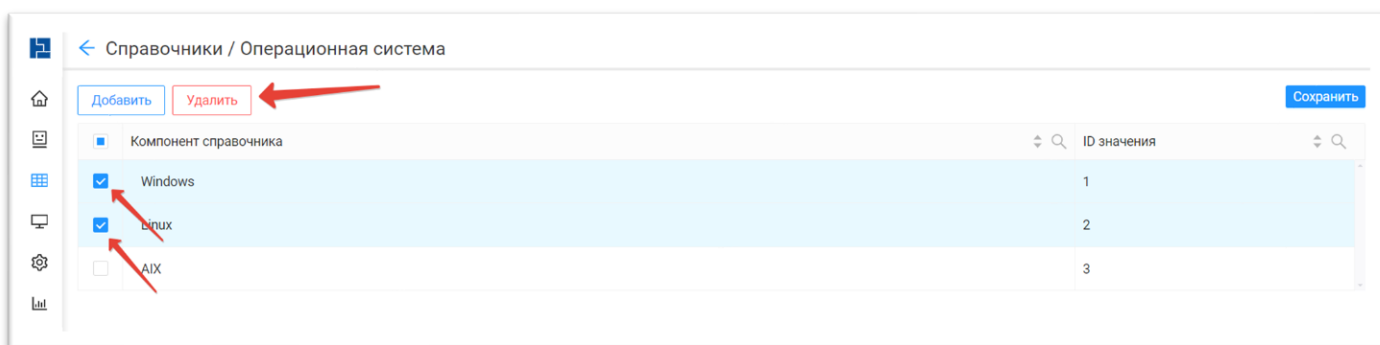 Справочники / Операционная система
Добавить Удалить Сохранить
Компонент справочника ID значения
Windows 1
Linux 2
AIX 3